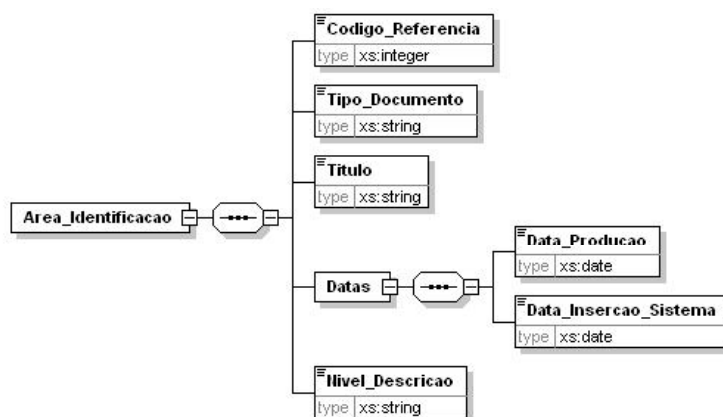 Codigo_Referencia
type xs:integer
Tipo_Documento
type xs:string
Titulo
type xs:string
Area_Identificacao
Data_Producao
type xs:date
Datas
Data_Insercao_Sistema
type xs:date
Nivel_Descricao
type xs:string